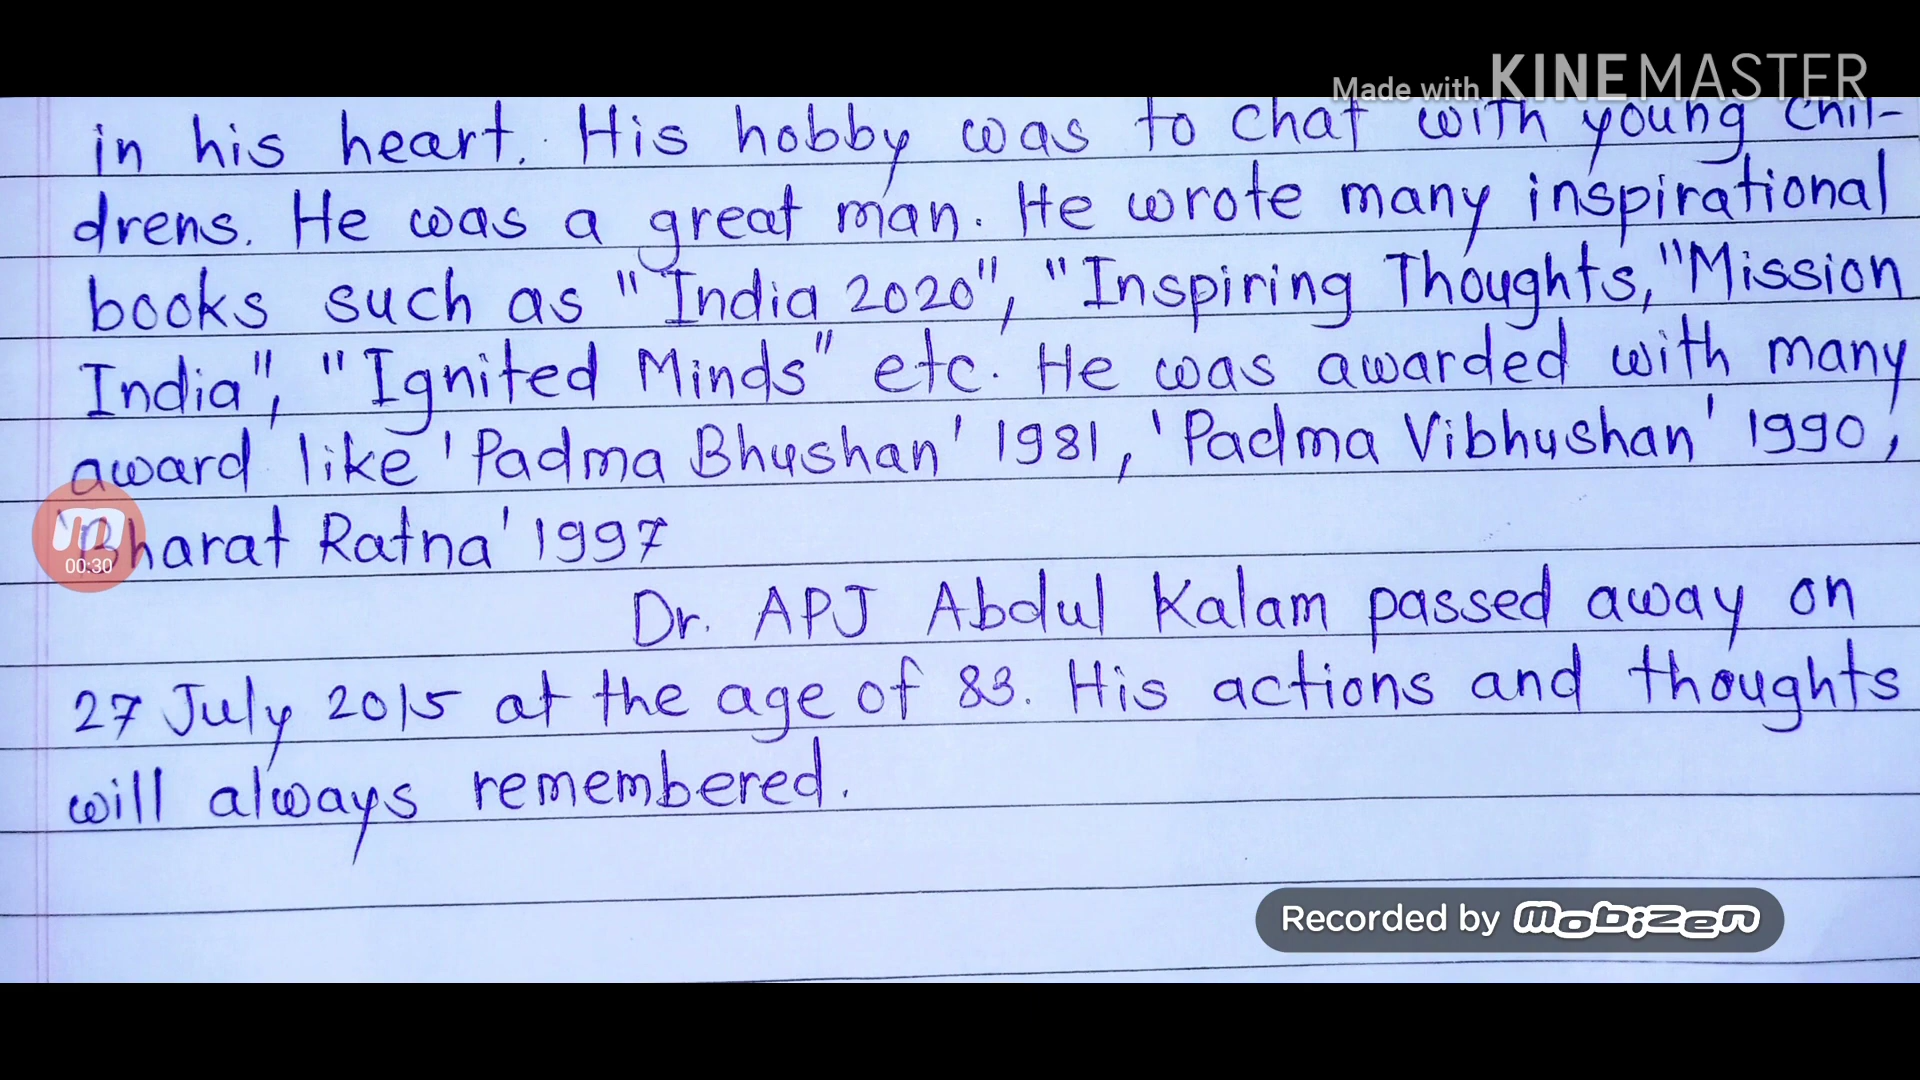 Made with KINEMASTER
in his heart. His hobby was to chat with young chil-
drens. He was a great man. He wrote many inspirational
books such as "India 2020", "Inspiring Thoughts, "Mission
India", "Ignited Minds" etc. He was awarded with many
award like 'Padma Bhushan' 1981, 'Padma Vibhushan' 1990,
'Bharat Ratna' 1997
00:30
Dr. APJ Abdul Kalam passed away on
27 July 2015 at the age of 83. His actions and thoughts
will always remembered.
Recorded by mobizen